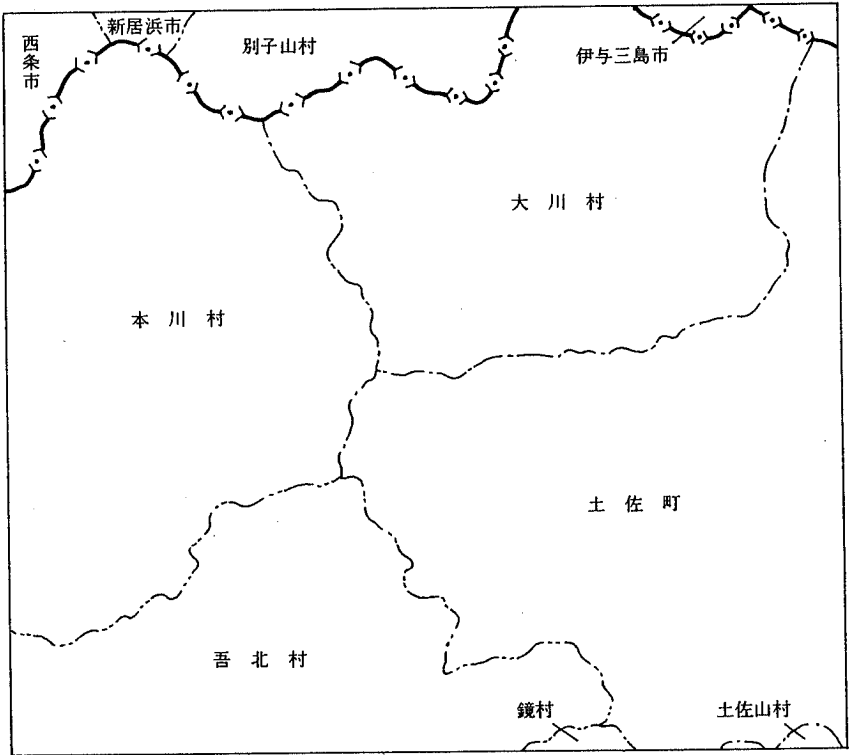 新居浜市
西条市
別子山村
伊与三島市
大川村
本川村
土佐町
吾北村
鏡村
土佐山村